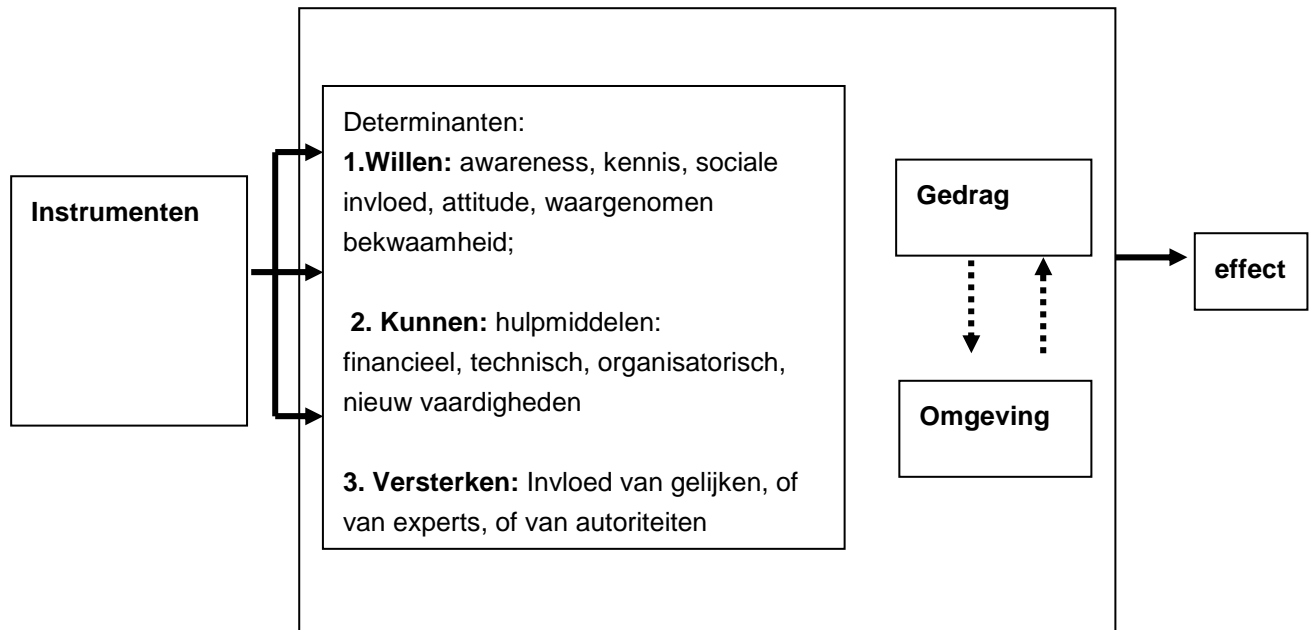 Instrumenten
Determinanten:
1.Willen: awareness, kennis, sociale
invloed, attitude, waargenomen
bekwaamheid;
2. Kunnen: hulpmiddelen:
financieel, technisch, organisatorisch,
nieuw vaardigheden
3. Versterken: Invloed van gelijken, of
van experts, of van autoriteiten
Gedrag
Omgeving
effect